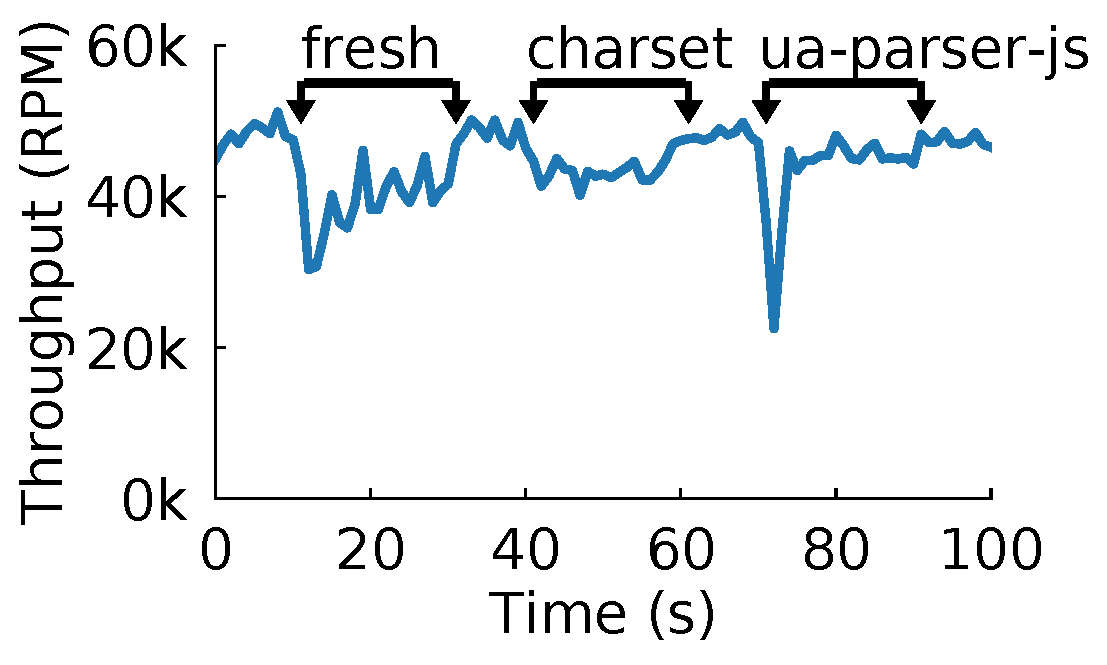 fresh charset ua-parser-js
60k
40k
20k
0k
Throughput (RPM)
0 20 40 60 80 100
Time (s)